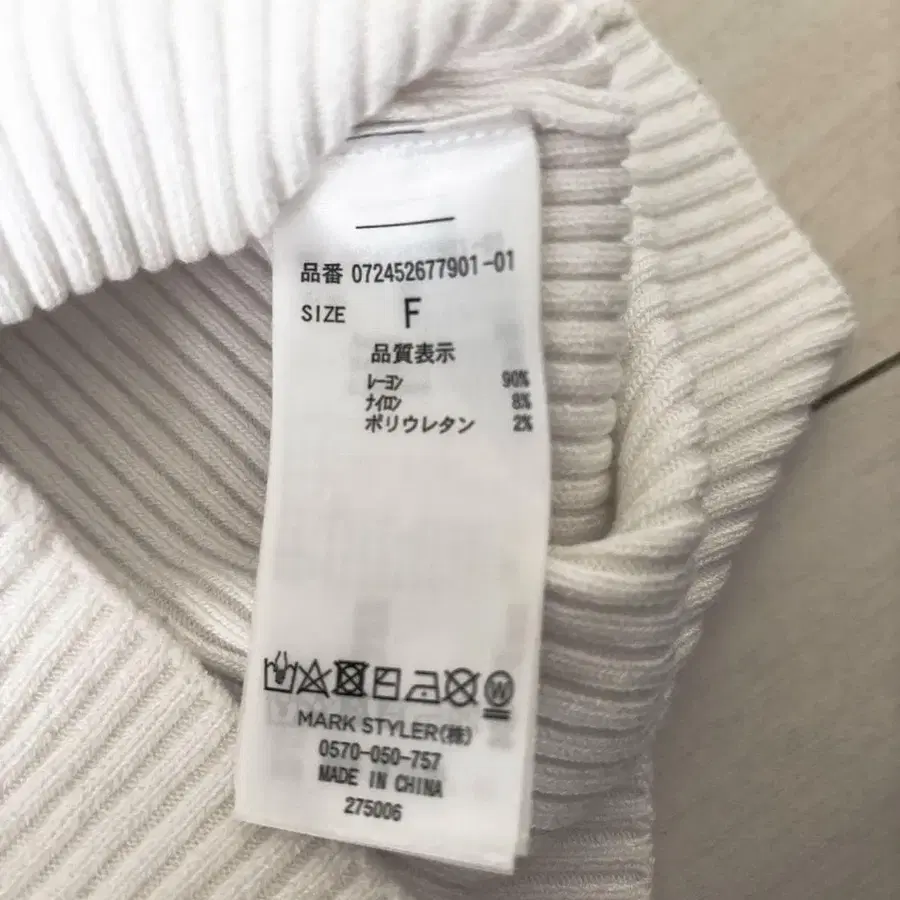 品番 072452677901-01
SIZE F
品質表示
レーヨン 90%
ナイロン 8%
ポリウレタン 2%
W
MARK STYLER(株)
0570-050-757
MADE IN CHINA
275006